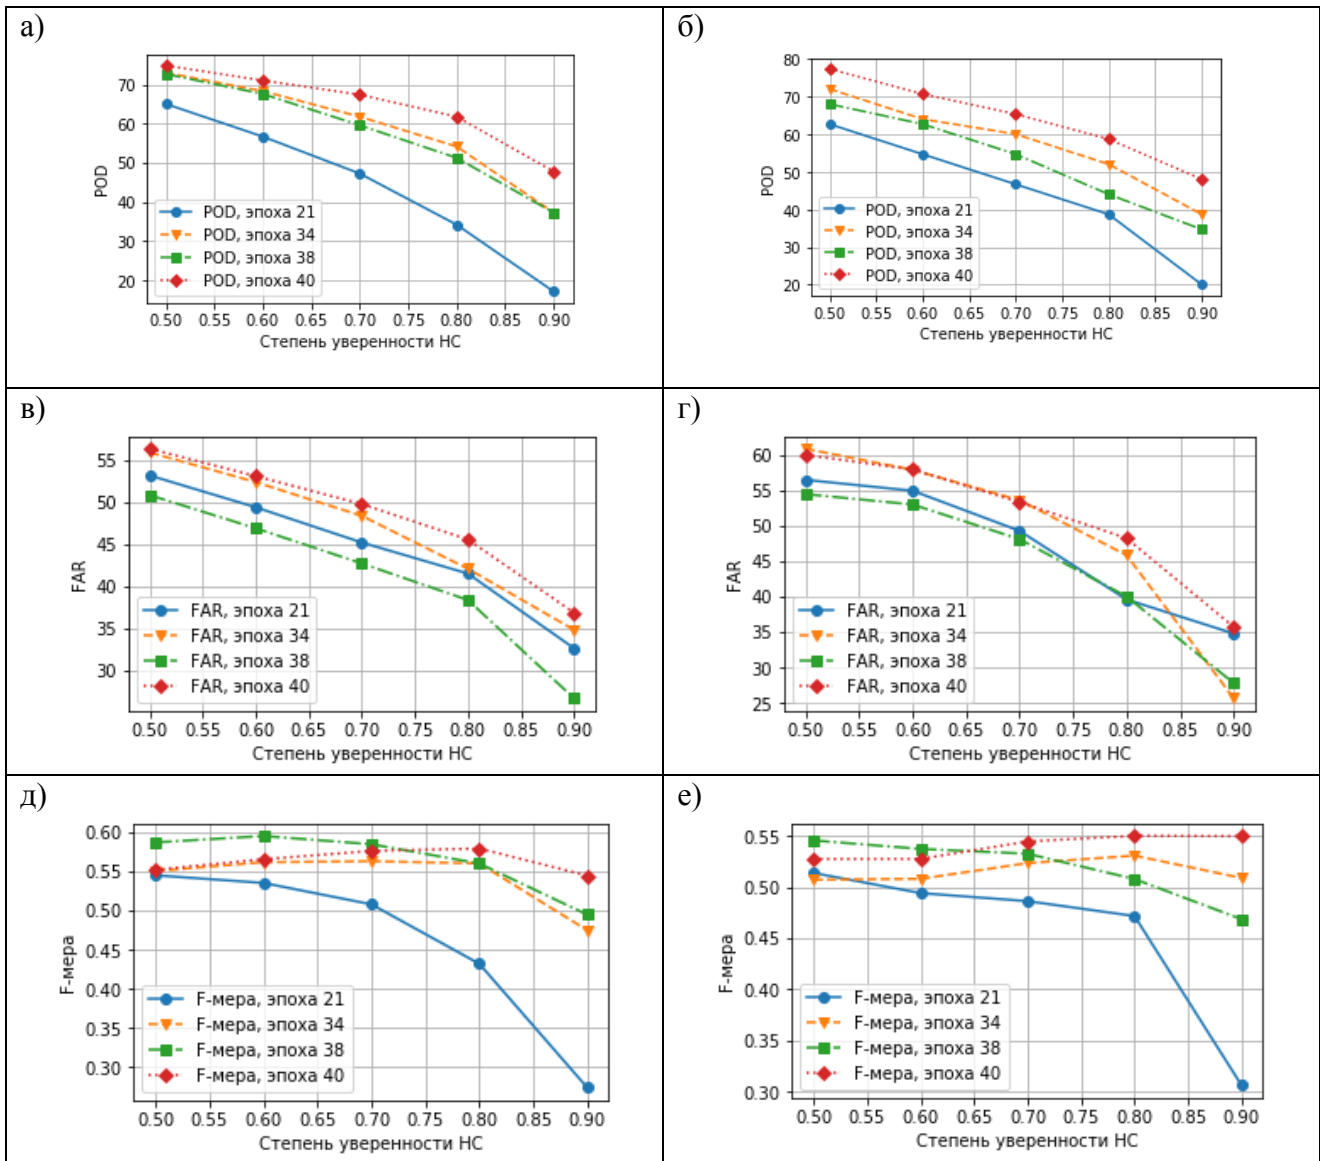 а)
70
60
50
40
30
20
POD
POD, эпоха 21
POD, эпоха 34
POD, эпоха 38
POD, эпоха 40
0.50 0.55 0.60 0.65 0.70 0.75 0.80 0.85 0.90
Степень уверенности НС
б)
80
70
60
50
40
30
20
POD
POD, эпоха 21
POD, эпоха 34
POD, эпоха 38
POD, эпоха 40
0.50 0.55 0.60 0.65 0.70 0.75 0.80 0.85 0.90
Степень уверенности НС
в)
55
50
45
40
35
30
FAR
FAR, эпоха 21
FAR, эпоха 34
FAR, эпоха 38
FAR, эпоха 40
0.50 0.55 0.60 0.65 0.70 0.75 0.80 0.85 0.90
Степень уверенности НС
г)
60
55
50
45
40
35
30
25
FAR
FAR, эпоха 21
FAR, эпоха 34
FAR, эпоха 38
FAR, эпоха 40
0.50 0.55 0.60 0.65 0.70 0.75 0.80 0.85 0.90
Степень уверенности НС
д)
0.60
0.55
0.50
0.45
0.40
0.35
0.30
F-мера
F-мера, эпоха 21
F-мера, эпоха 34
F-мера, эпоха 38
F-мера, эпоха 40
0.50 0.55 0.60 0.65 0.70 0.75 0.80 0.85 0.90
Степень уверенности НС
е)
0.55
0.50
0.45
0.40
0.35
0.30
F-мера
F-мера, эпоха 21
F-мера, эпоха 34
F-мера, эпоха 38
F-мера, эпоха 40
0.50 0.55 0.60 0.65 0.70 0.75 0.80 0.85 0.90
Степень уверенности НС